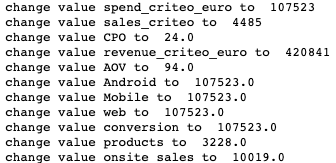 change value spend_criteo_euro to  107523
change value sales_criteo to  4485
change value CPO to  24.0
change value revenue_criteo_euro to  420841
change value AOV to  94.0
change value Android to  107523.0
change value Mobile to  107523.0
change value web to  107523.0
change value conversion to  107523.0
change value products to  3228.0
change value onsite sales to  10019.0